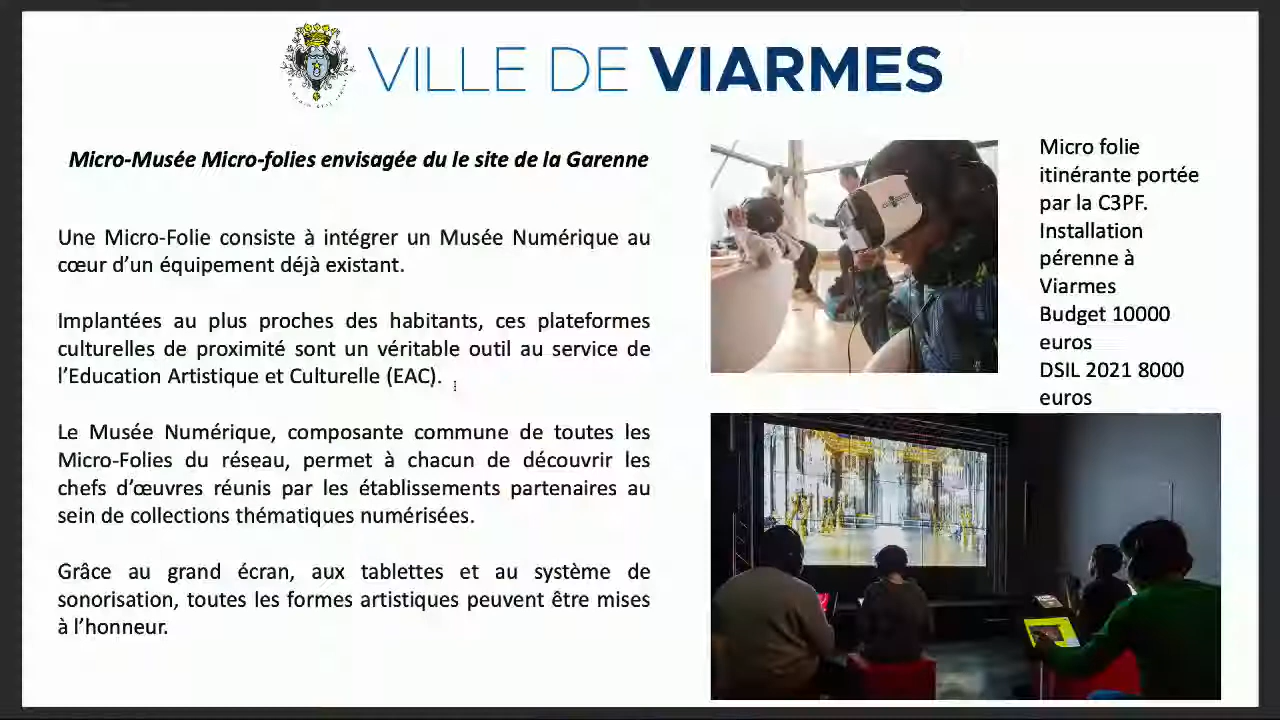 VILLE DE VIARMES
Micro-Musée Micro-folies envisagée du le site de la Garenne
Une Micro-Folie consiste à intégrer un Musée Numérique au
cœur d’un équipement déjà existant.
Implantées au plus proches des habitants, ces plateformes
culturelles de proximité sont un véritable outil au service de
l’Education Artistique et Culturelle (EAC).
Le Musée Numérique, composante commune de toutes les
Micro-Folies du réseau, permet à chacun de découvrir les
chefs d’œuvres réunis par les établissements partenaires au
sein de collections thématiques numérisées.
Grâce au grand écran, aux tablettes et au système de
sonorisation, toutes les formes artistiques peuvent être mises
à l’honneur.
Micro folie
itinérante portée
par la C3PF.
Installation
pérenne à
Viarmes
Budget 10000
euros
DSIL 2021 8000
euros